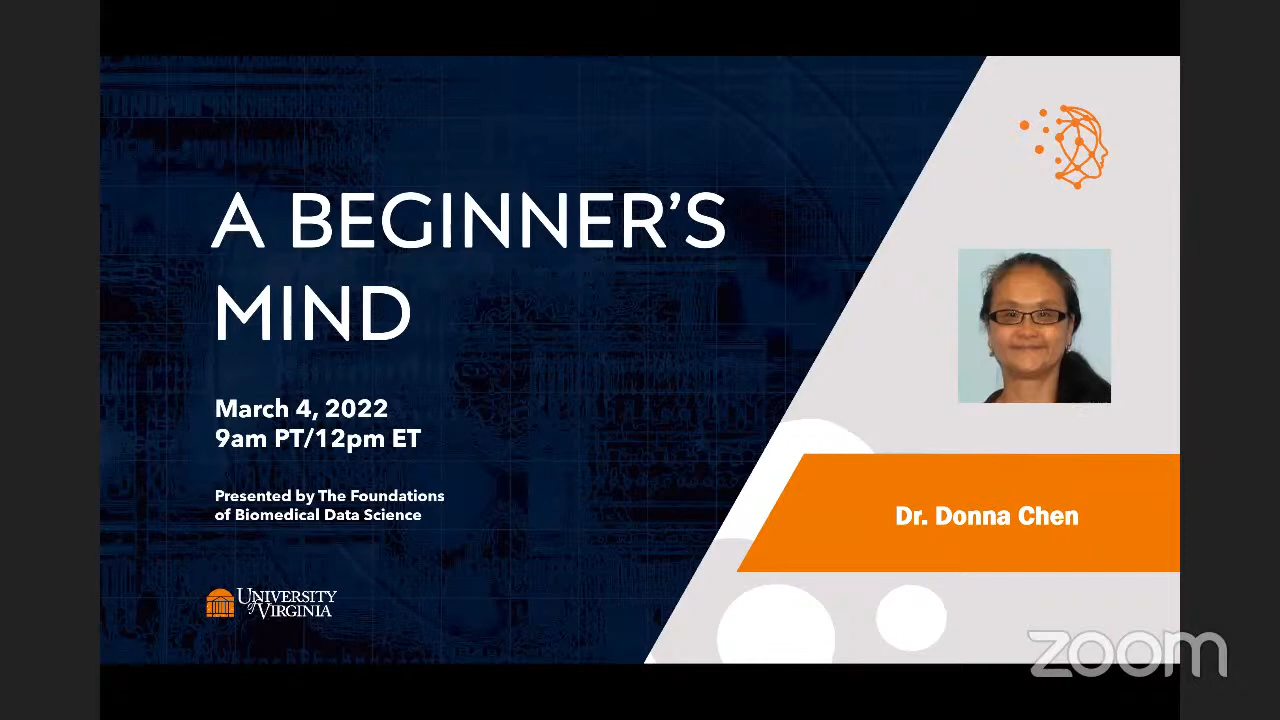 A BEGINNER'S
MIND
March 4, 2022
9am PT/12pm ET
Presented by The Foundations
of Biomedical Data Science
UNIVERSITY
of VIRGINIA
Dr. Donna Chen
zoom